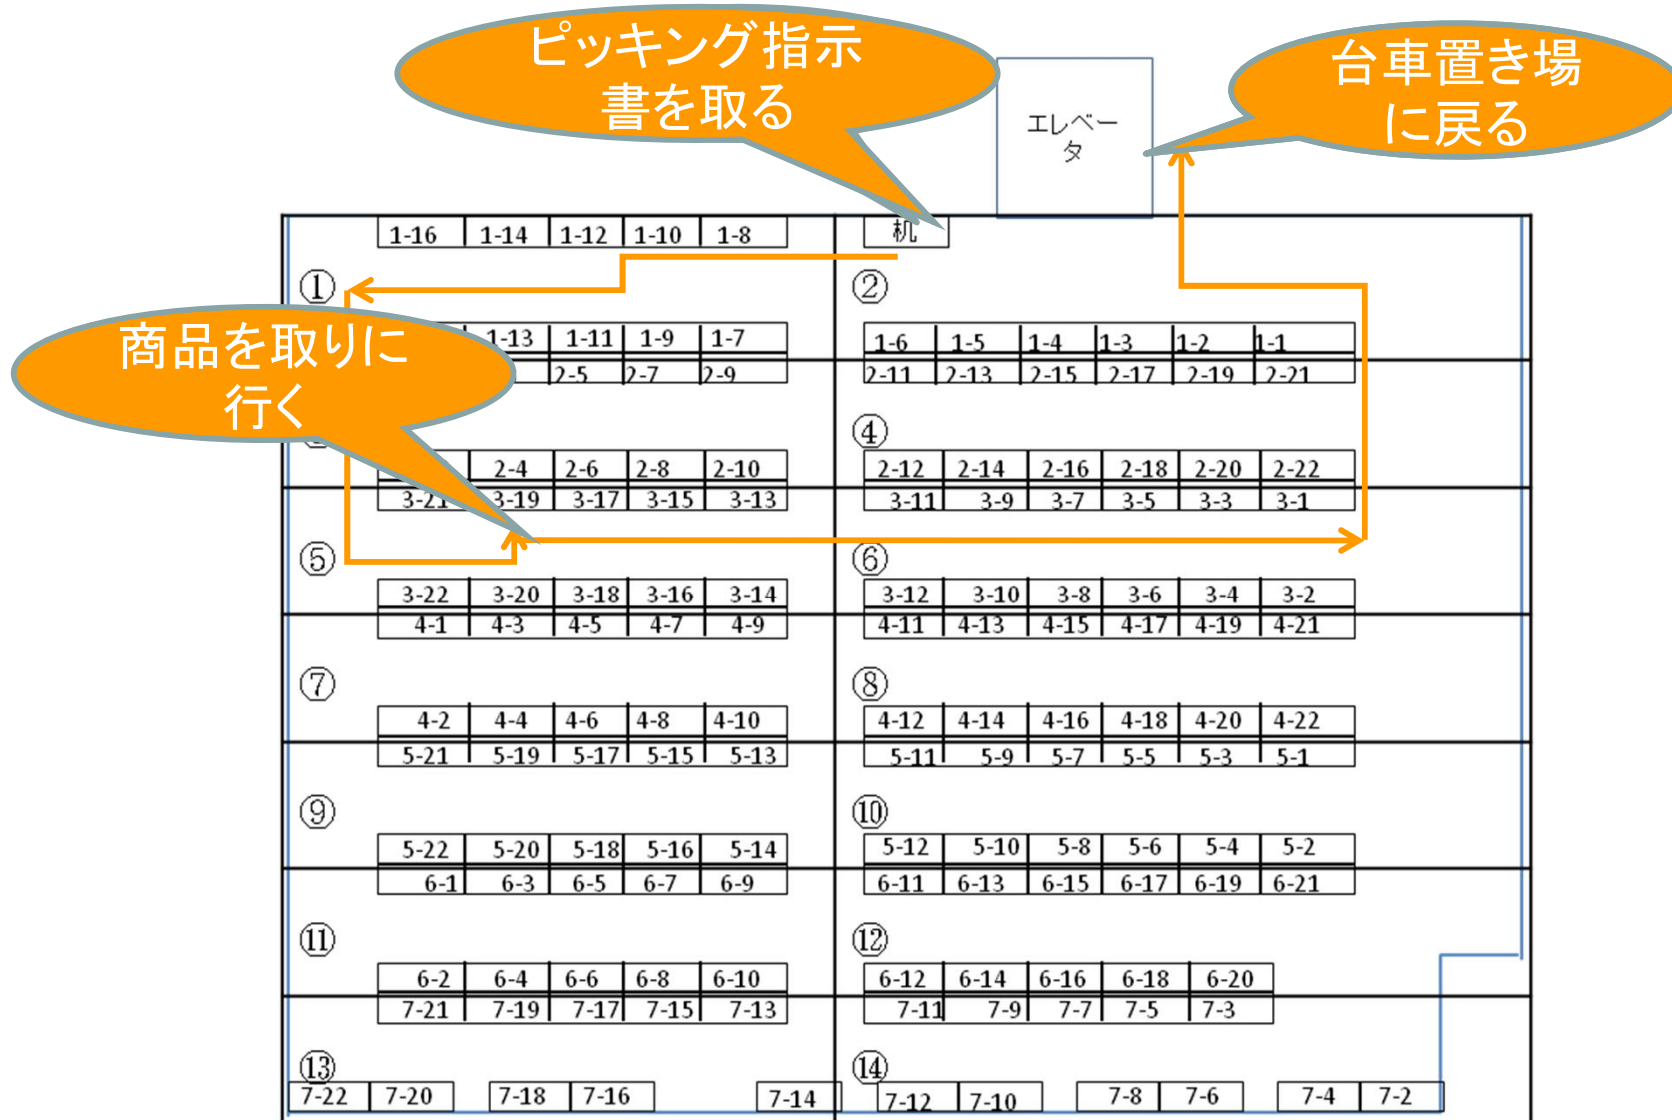 ピッキング指示
書を取る
台車置き場
に戻る
エレベー
タ
1-16 1-14 1-12 1-10 1-8 机
① ②
商品を取りに
行く
1-13 1-11 1-9 1-7 1-6 1-5 1-4 1-3 1-2 1-1
2-5 2-7 2-9 2-11 2-13 2-15 2-17 2-19 2-21
④
2-4 2-6 2-8 2-10 2-12 2-14 2-16 2-18 2-20 2-22
3-21 3-19 3-17 3-15 3-13 3-11 3-9 3-7 3-5 3-3 3-1
⑤ ⑥
3-22 3-20 3-18 3-16 3-14 3-12 3-10 3-8 3-6 3-4 3-2
4-1 4-3 4-5 4-7 4-9 4-11 4-13 4-15 4-17 4-19 4-21
⑦ ⑧
4-2 4-4 4-6 4-8 4-10 4-12 4-14 4-16 4-18 4-20 4-22
5-21 5-19 5-17 5-15 5-13 5-11 5-9 5-7 5-5 5-3 5-1
⑨ ⑩
5-22 5-20 5-18 5-16 5-14 5-12 5-10 5-8 5-6 5-4 5-2
6-1 6-3 6-5 6-7 6-9 6-11 6-13 6-15 6-17 6-19 6-21
⑪ ⑫
6-2 6-4 6-6 6-8 6-10 6-12 6-14 6-16 6-18 6-20
7-21 7-19 7-17 7-15 7-13 7-11 7-9 7-7 7-5 7-3
⑬ ⑭
7-22 7-20 7-18 7-16 7-14 7-12 7-10 7-8 7-6 7-4 7-2